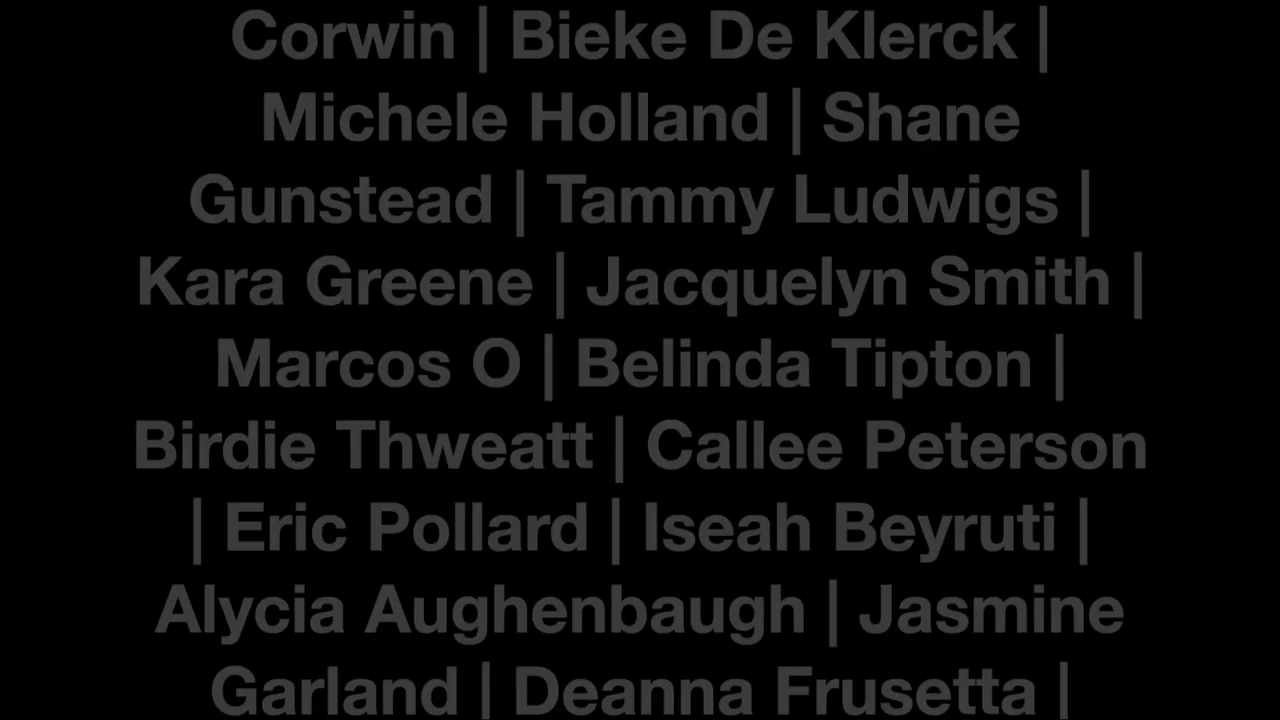 Corwin | Bieke De Klerck |
Michele Holland | Shane
Gunstead | Tammy Ludwigs |
Kara Greene | Jacquelyn Smith |
Marcos O | Belinda Tipton |
Birdie Thweatt | Callee Peterson
| Eric Pollard | Iseah Beyruti |
Alycia Aughenbaugh | Jasmine
Garland | Deanna Frusetta |